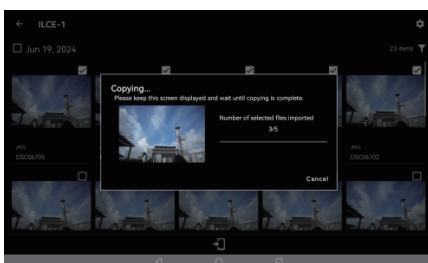 ILCE-1
Jun 19, 2024
23 items
Copying...
Please keep this screen displayed and wait until copying is complete.
Number of selected files imported
3/5
Cancel
JPEG
DSC06705
DSC06702